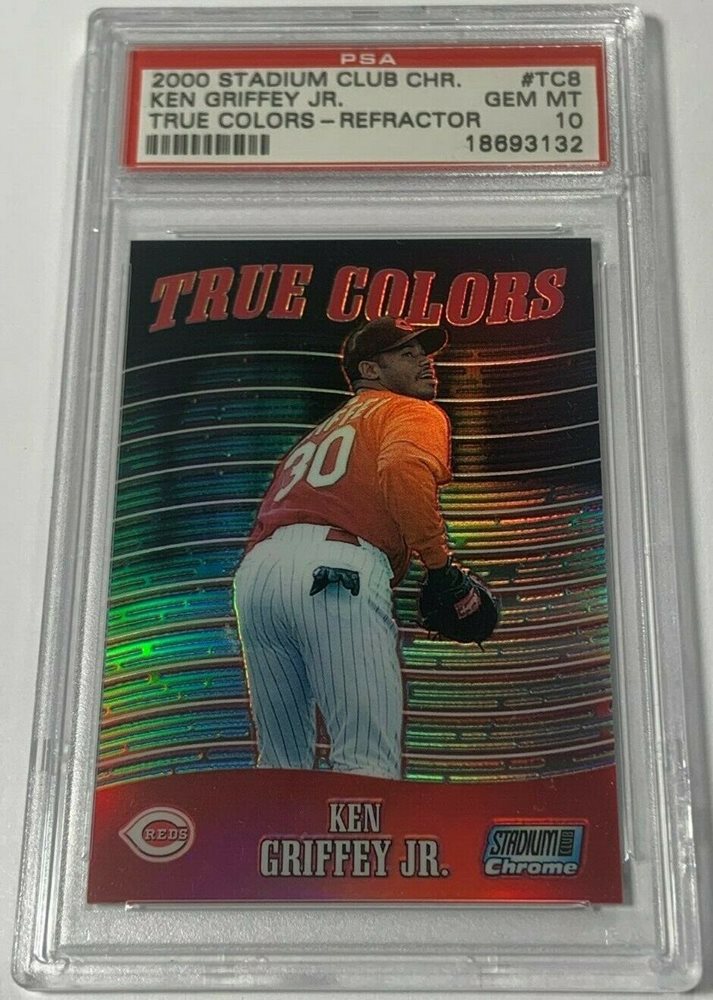 PSA
2000 STADIUM CLUB CHR. #TC8
KEN GRIFFEY JR. GEM MT
TRUE COLORS-REFRACTOR 10
18693132
TRUE COLORS
30
REDS
KEN
GRIFFEY JR.
STADIUM CLUB
Chrome